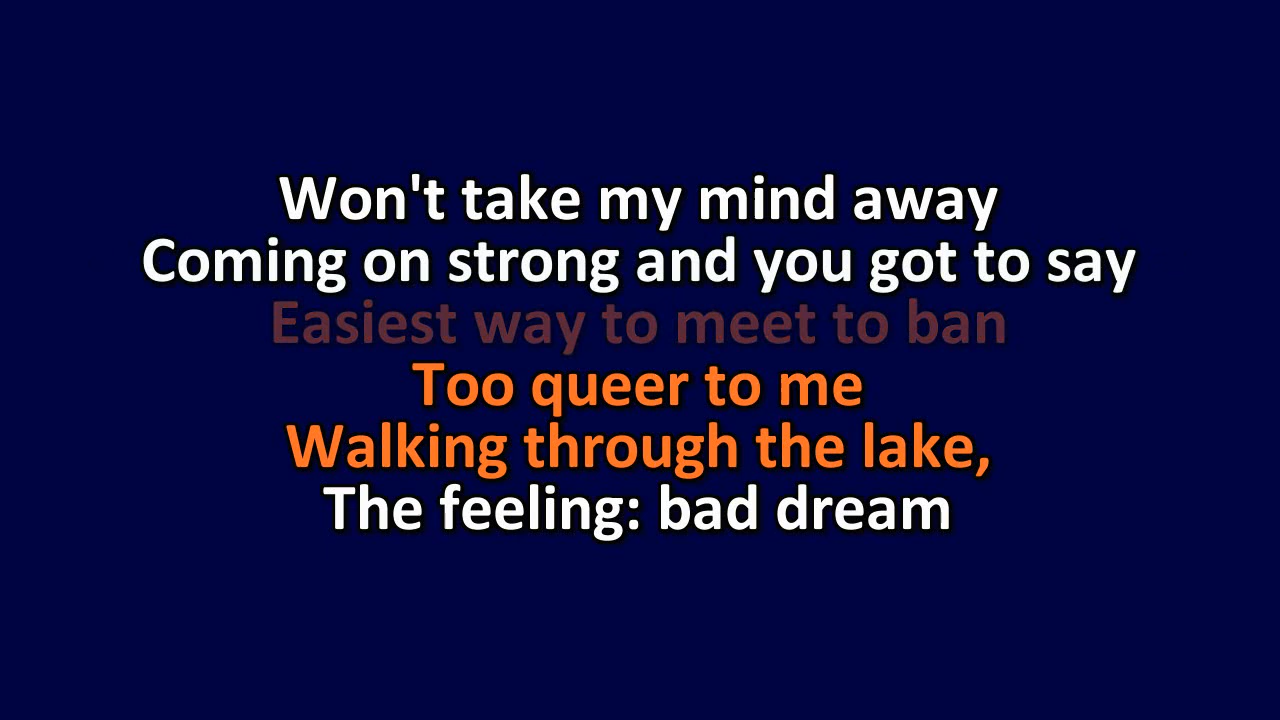 Won't take my mind away
Coming on strong and you got to say
Easiest way to meet to ban
Too queer to me
Walking through the lake,
The feeling: bad dream